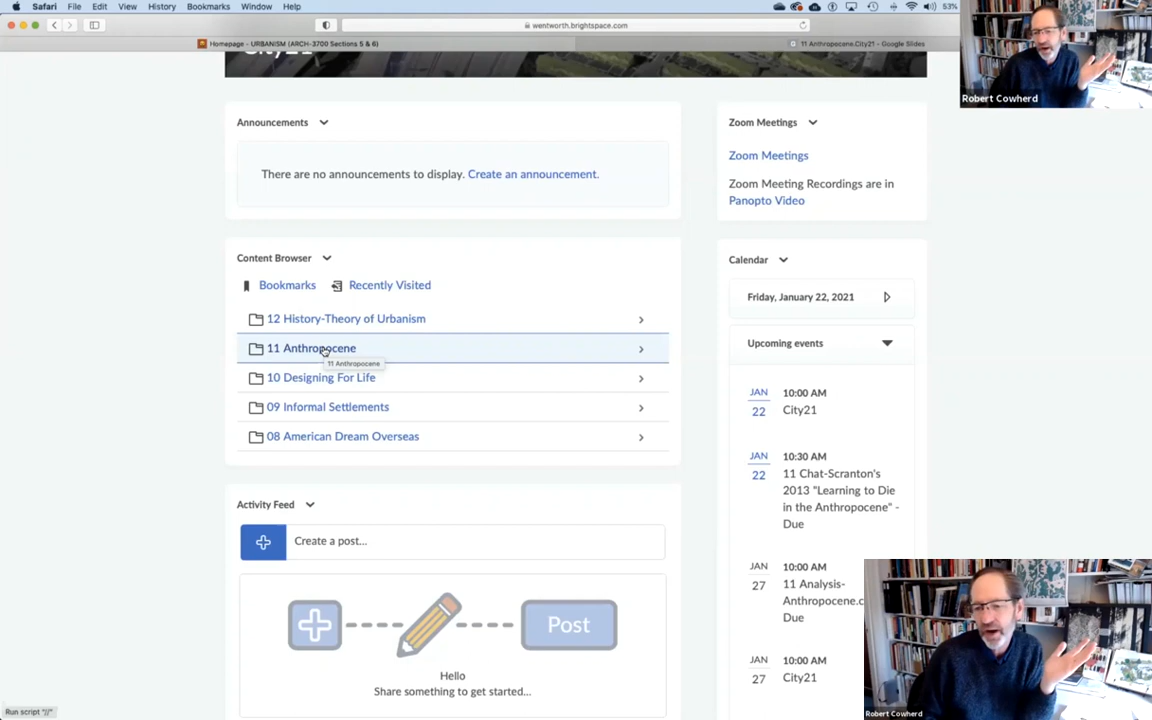 Safari File Edit View History Bookmarks Window Help 53%
wentworth.brightspace.com
Homepage - URBANISM (ARCH-3700 Sections 5 & 6) 11 Anthropocene.City21 - Google Slides
City21
Robert Cowherd
Announcements
There are no announcements to display. Create an announcement.
Zoom Meetings
Zoom Meetings
Zoom Meeting Recordings are in
Panopto Video
Content Browser
Bookmarks Recently Visited
12 History-Theory of Urbanism
11 Anthropocene
11 Anthropocene
10 Designing For Life
09 Informal Settlements
08 American Dream Overseas
Calendar
Friday, January 22, 2021
Upcoming events
JAN 10:00 AM
22 City21
JAN 10:30 AM
22 11 Chat-Scranton's
2013 "Learning to Die
in the Anthropocene" -
Due
JAN 10:00 AM
27 11 Analysis-
Anthropocene.c
Due
JAN 10:00 AM
27 City21
Activity Feed
Create a post...
Post
Hello
Share something to get started...
Robert Cowherd
Run script "//"